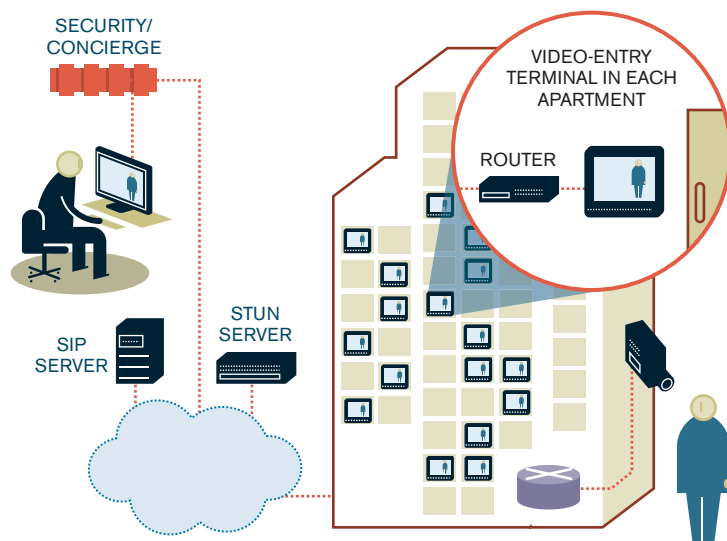 SECURITY/
CONCIERGE
VIDEO-ENTRY
TERMINAL IN EACH
APARTMENT
ROUTER
STUN
SERVER
SIP
SERVER